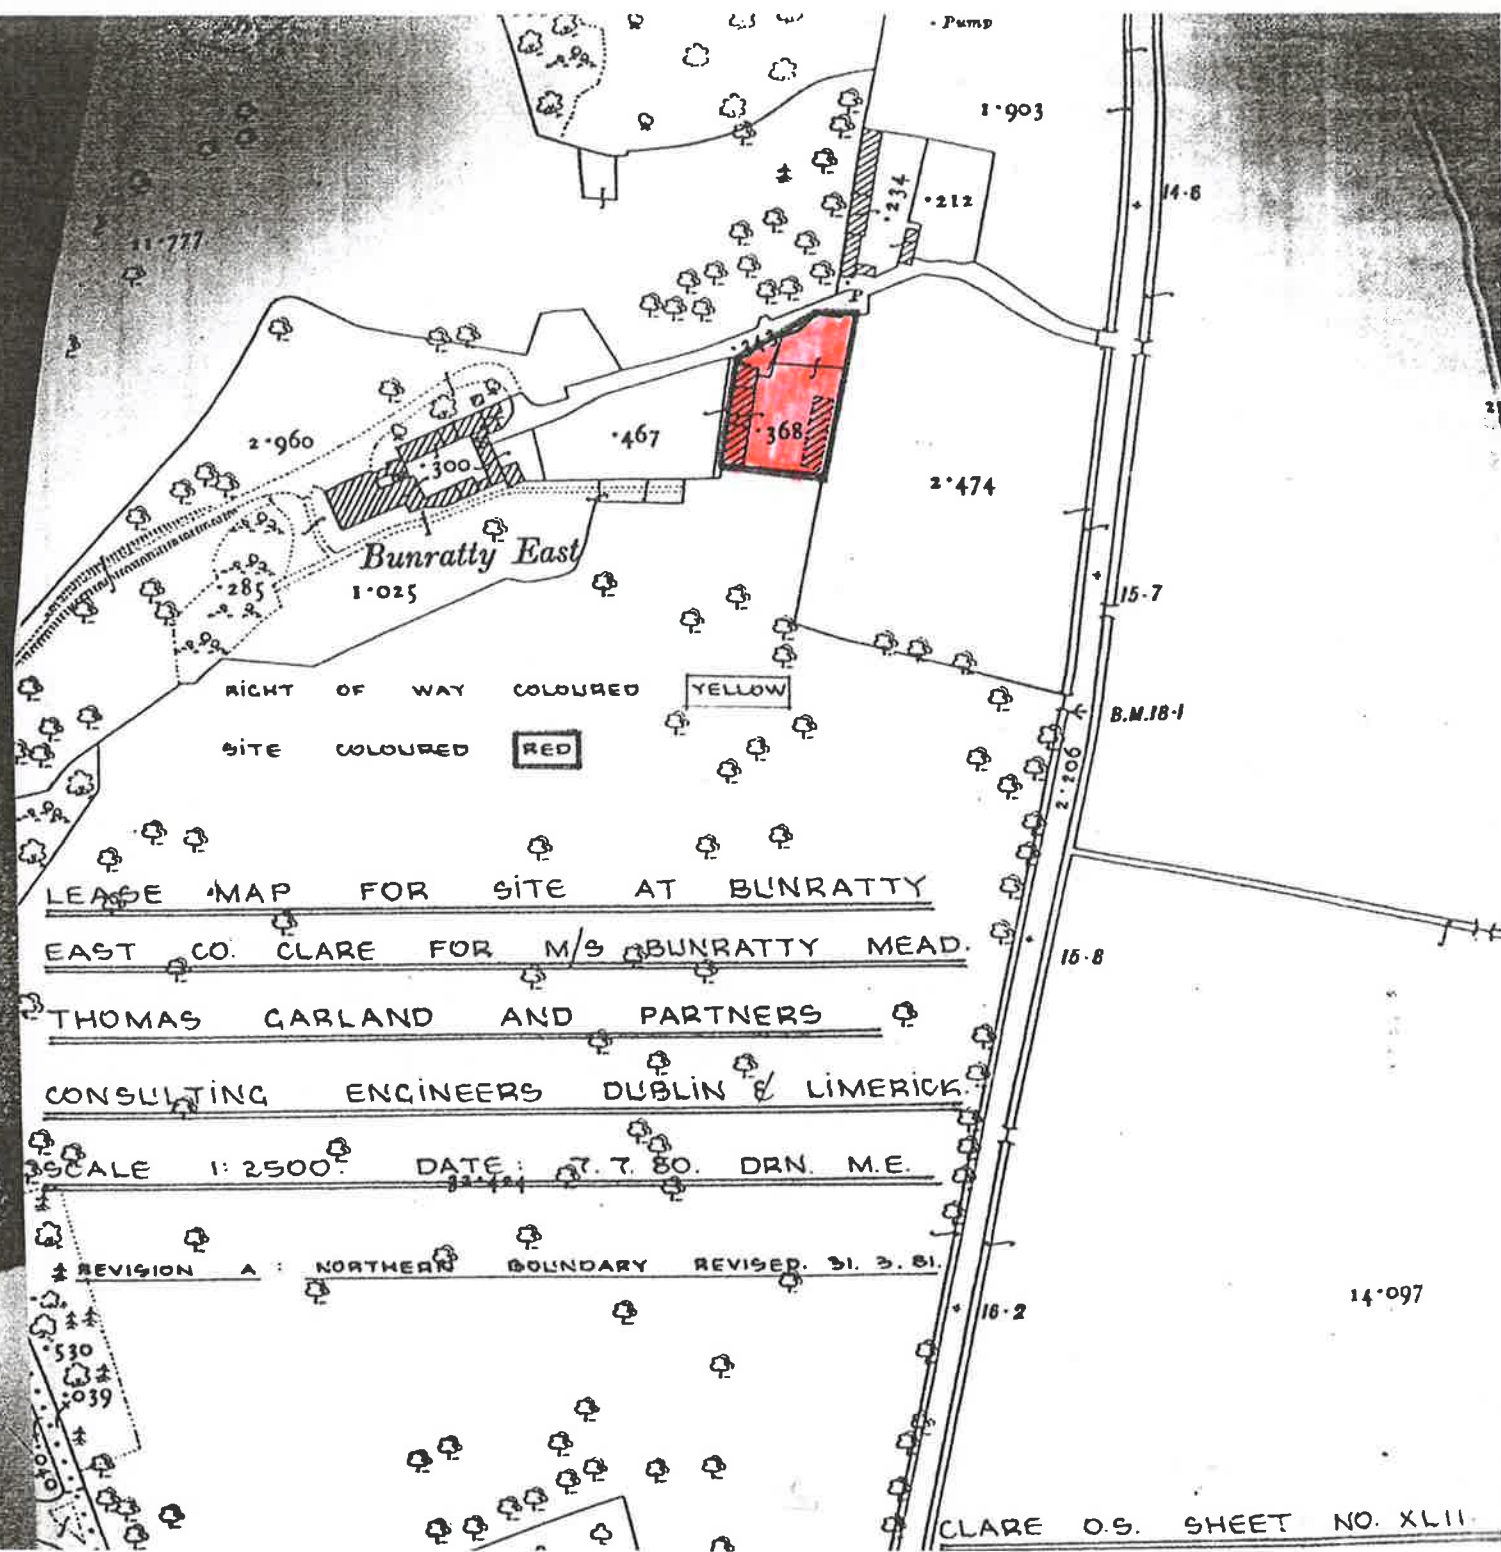 · Pump
1·903
14·6
·234
·212
11·777
P
·243
2·960
·467
·368
·300
2·474
21
Bunratty East
·285
1·025
15·7
RIGHT OF WAY COLOURED YELLOW
B.M.18·1
SITE COLOURED RED
2·206
LEASE MAP FOR SITE AT BUNRATTY
EAST CO. CLARE FOR M/S BUNRATTY MEAD.
15·8
THOMAS GARLAND AND PARTNERS
CONSULTING ENGINEERS DUBLIN & LIMERICK.
SCALE 1:2500. DATE: 7.7.80. DRN. M.E.
REVISION A: NORTHERN BOUNDARY REVISED. 31.3.81.
14·097
16·2
·530
·039
·040
CLARE O.S. SHEET NO. XLII.